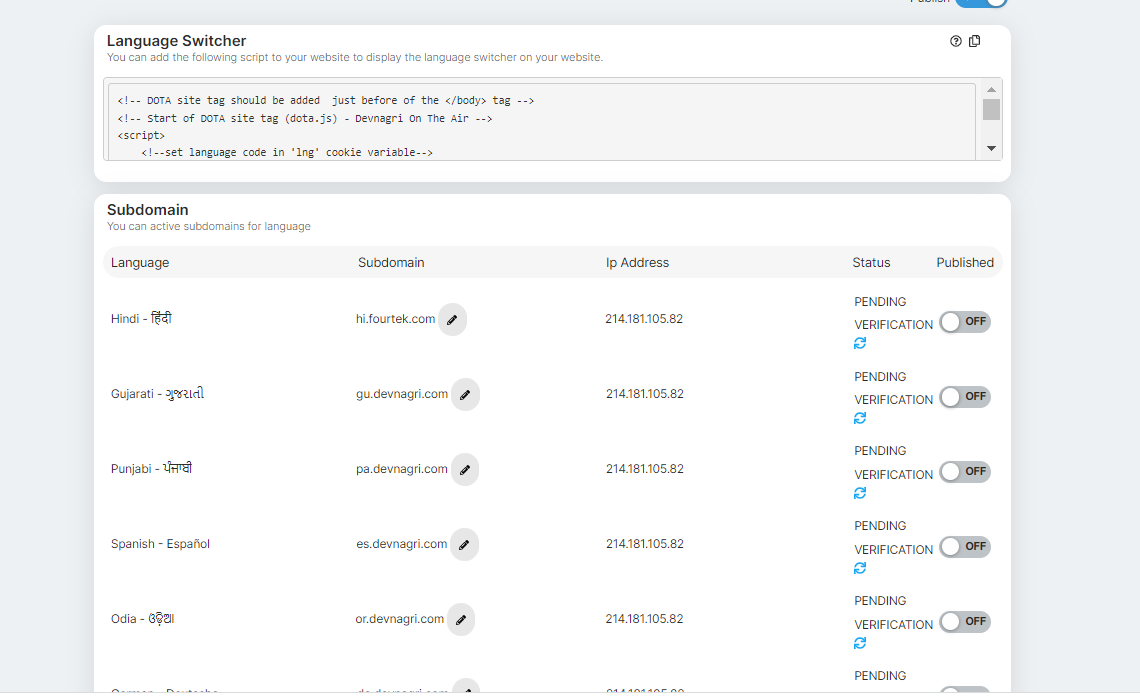 Language Switcher
You can add the following script to your website to display the language switcher on your website.
<!-- DOTA site tag should be added  just before of the </body> tag -->
<!-- Start of DOTA site tag (dota.js) - Devnagri On The Air -->
<script>
<!--set language code in 'lng' cookie variable-->
Subdomain
You can active subdomains for language
Language Subdomain Ip Address Status Published
Hindi - हिंदी hi.fourtek.com 214.181.105.82 PENDING VERIFICATION OFF
Gujarati - ગુજરાતી gu.devnagri.com 214.181.105.82 PENDING VERIFICATION OFF
Punjabi - ਪੰਜਾਬੀ pa.devnagri.com 214.181.105.82 PENDING VERIFICATION OFF
Spanish - Español es.devnagri.com 214.181.105.82 PENDING VERIFICATION OFF
Odia - ଓଡ଼ିଆ or.devnagri.com 214.181.105.82 PENDING VERIFICATION OFF
PENDING